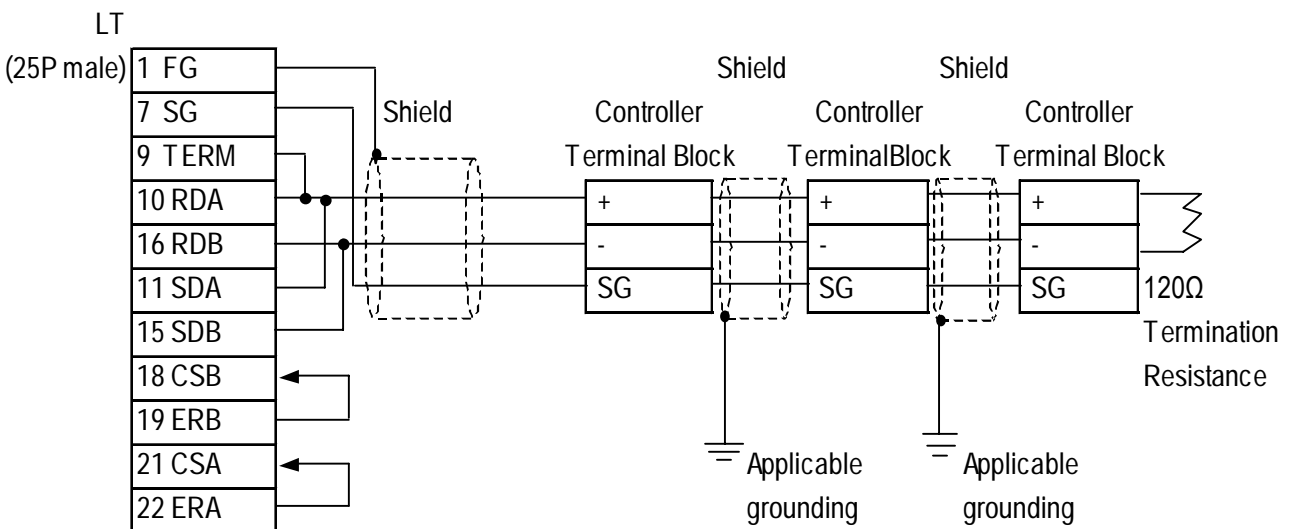 LT
(25P male)
1 FG
7 SG
9 TERM
10 RDA
16 RDB
11 SDA
15 SDB
18 CSB
19 ERB
21 CSA
22 ERA
Shield
Shield
Shield
Controller
Terminal Block
+
-
SG
Controller
TerminalBlock
+
-
SG
Controller
Terminal Block
+
-
SG
120Ω
Termination
Resistance
Applicable
grounding
Applicable
grounding